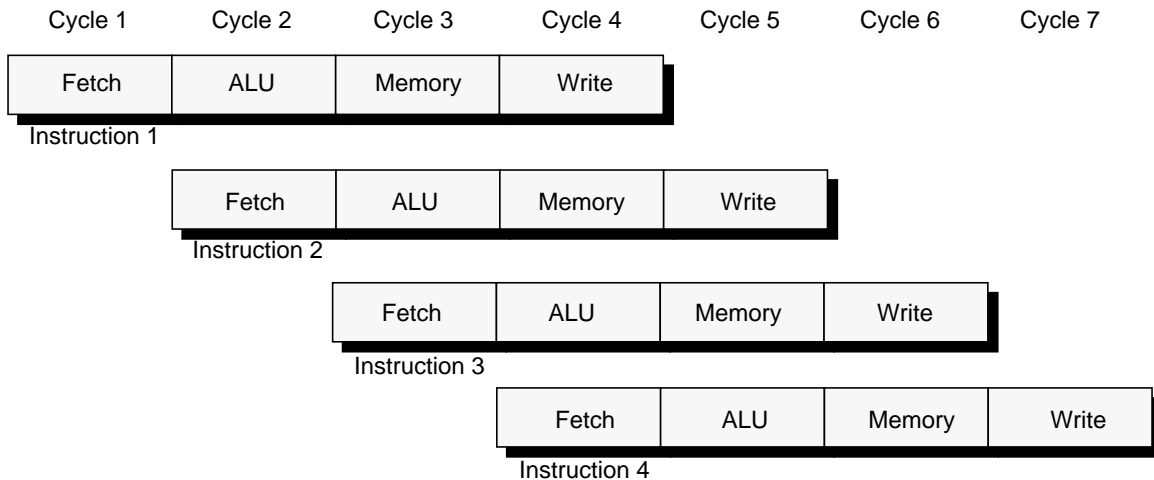 Cycle 1 Cycle 2 Cycle 3 Cycle 4 Cycle 5 Cycle 6 Cycle 7
Fetch ALU Memory Write
Instruction 1
Fetch ALU Memory Write
Instruction 2
Fetch ALU Memory Write
Instruction 3
Fetch ALU Memory Write
Instruction 4